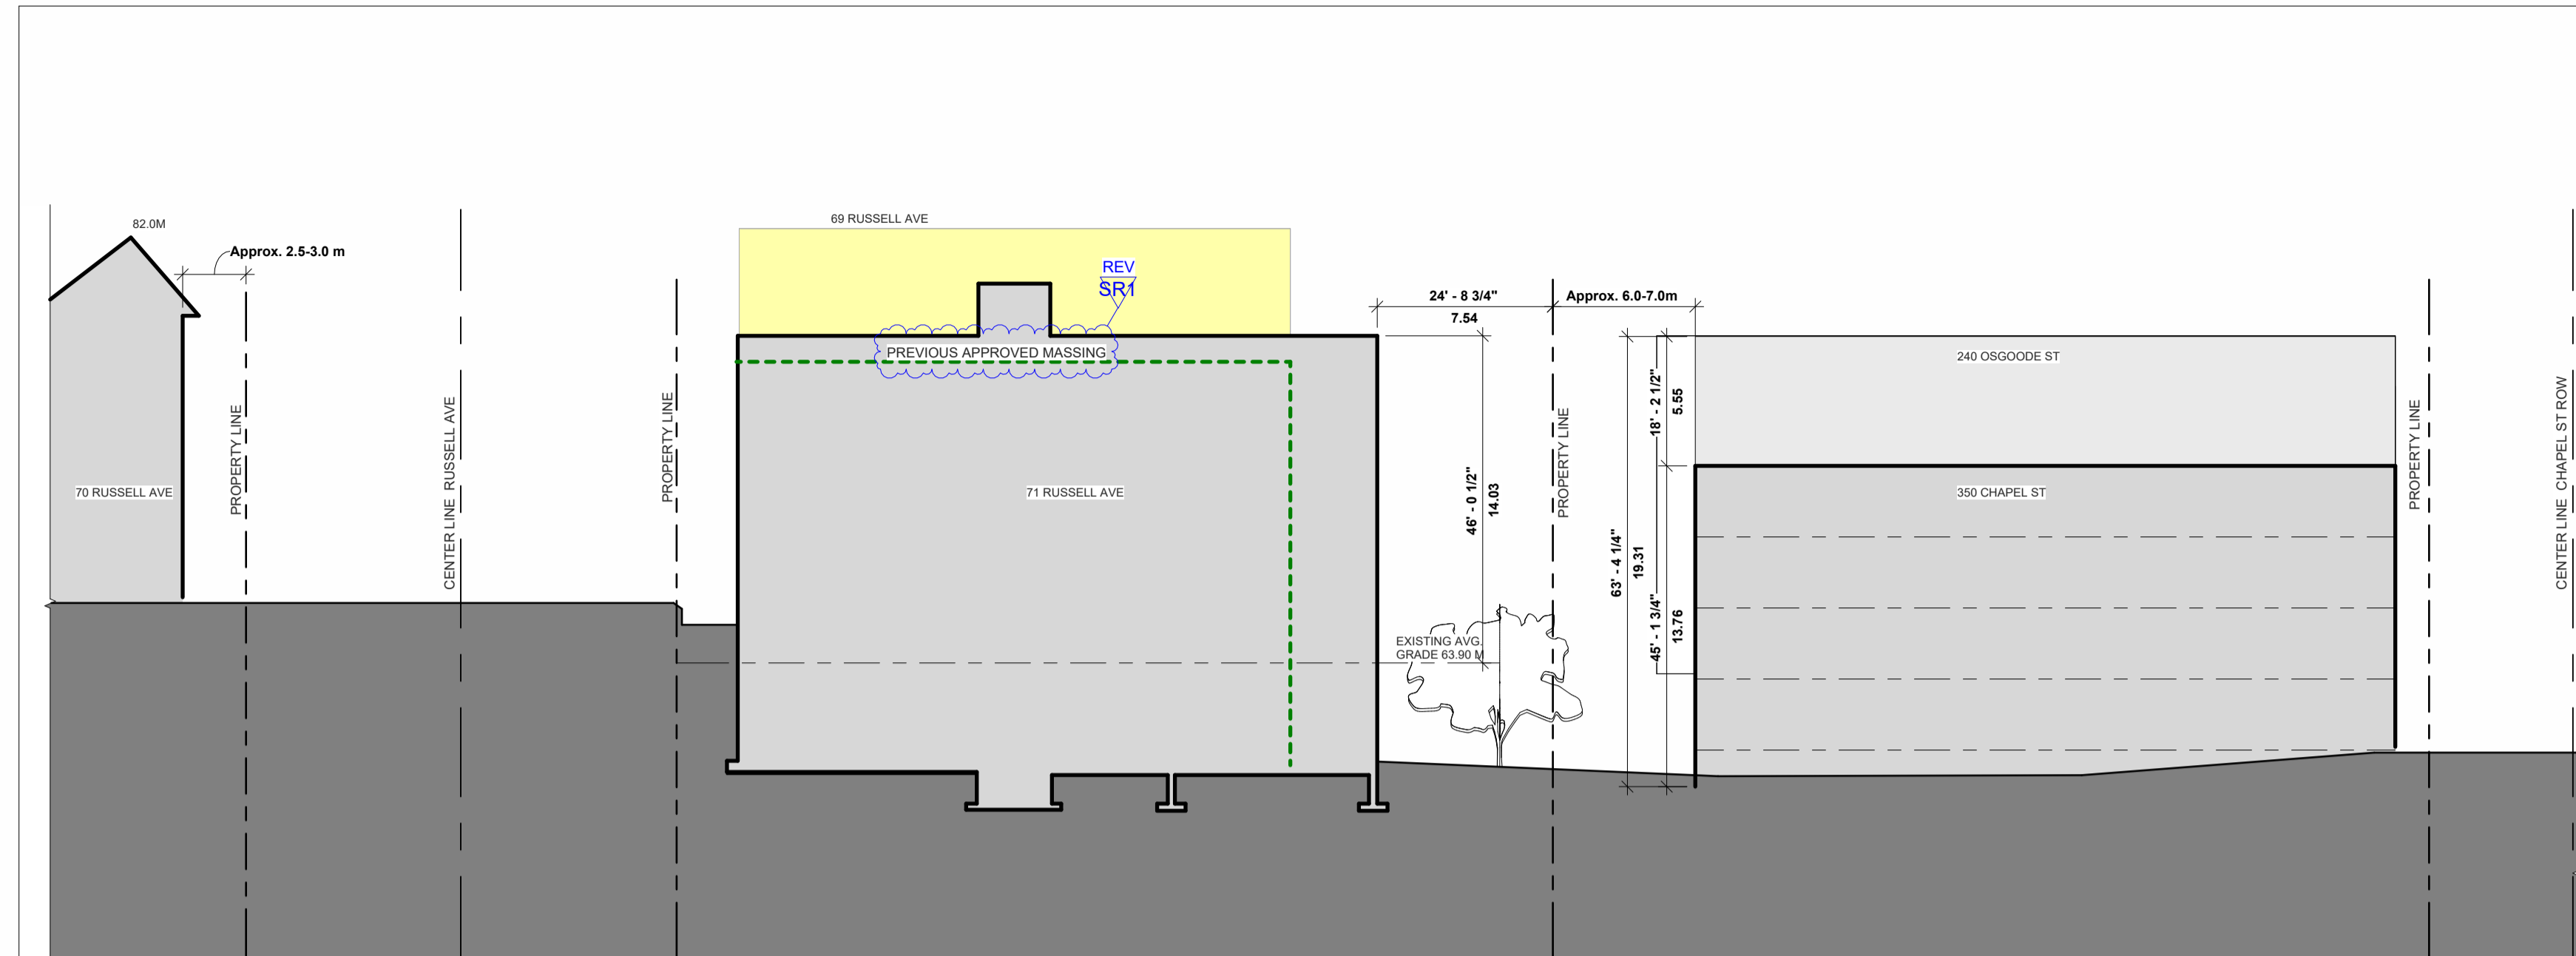 82.0M
Approx. 2.5-3.0 m
70 RUSSELL AVE
PROPERTY LINE
CENTER LINE  RUSSELL AVE
PROPERTY LINE
69 RUSSELL AVE
REV
SR1
PREVIOUS APPROVED MASSING
71 RUSSELL AVE
24' - 8 3/4"
7.54
Approx. 6.0-7.0m
46' - 0 1/2"
14.03
EXISTING AVG.
GRADE 63.90 M
PROPERTY LINE
63' - 4 1/4"
19.31
18' - 2 1/2"
5.55
45' - 1 3/4"
13.76
240 OSGOODE ST
350 CHAPEL ST
PROPERTY LINE
CENTER LINE  CHAPEL ST ROW